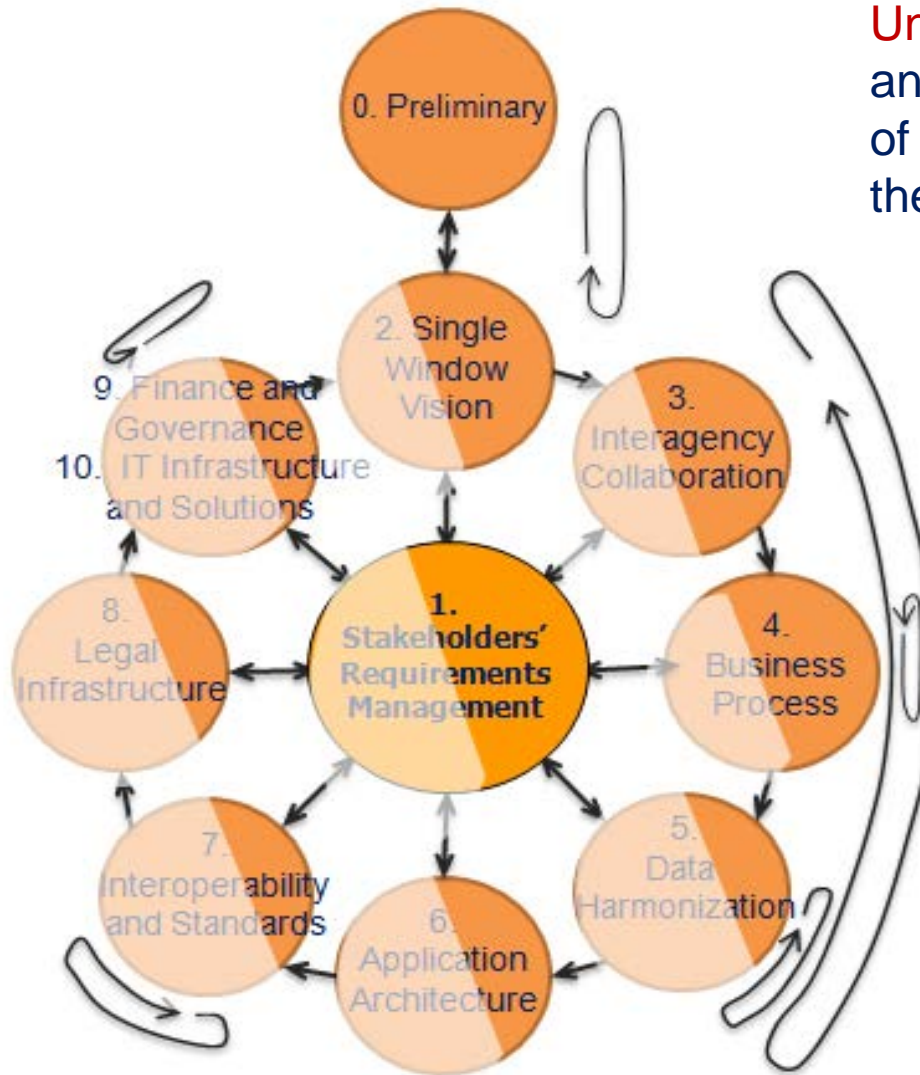 0. Preliminary
2. Single
Window
Vision
3.
Interagency
Collaboration
4.
Business
Process
5.
Data
Harmonization
6.
Application
Architecture
7.
Interoperability
and Standards
8.
Legal
Infrastructure
9. Finance and
Governance
10. IT Infrastructure
and Solutions
1.
Stakeholders'
Requirements
Management
of